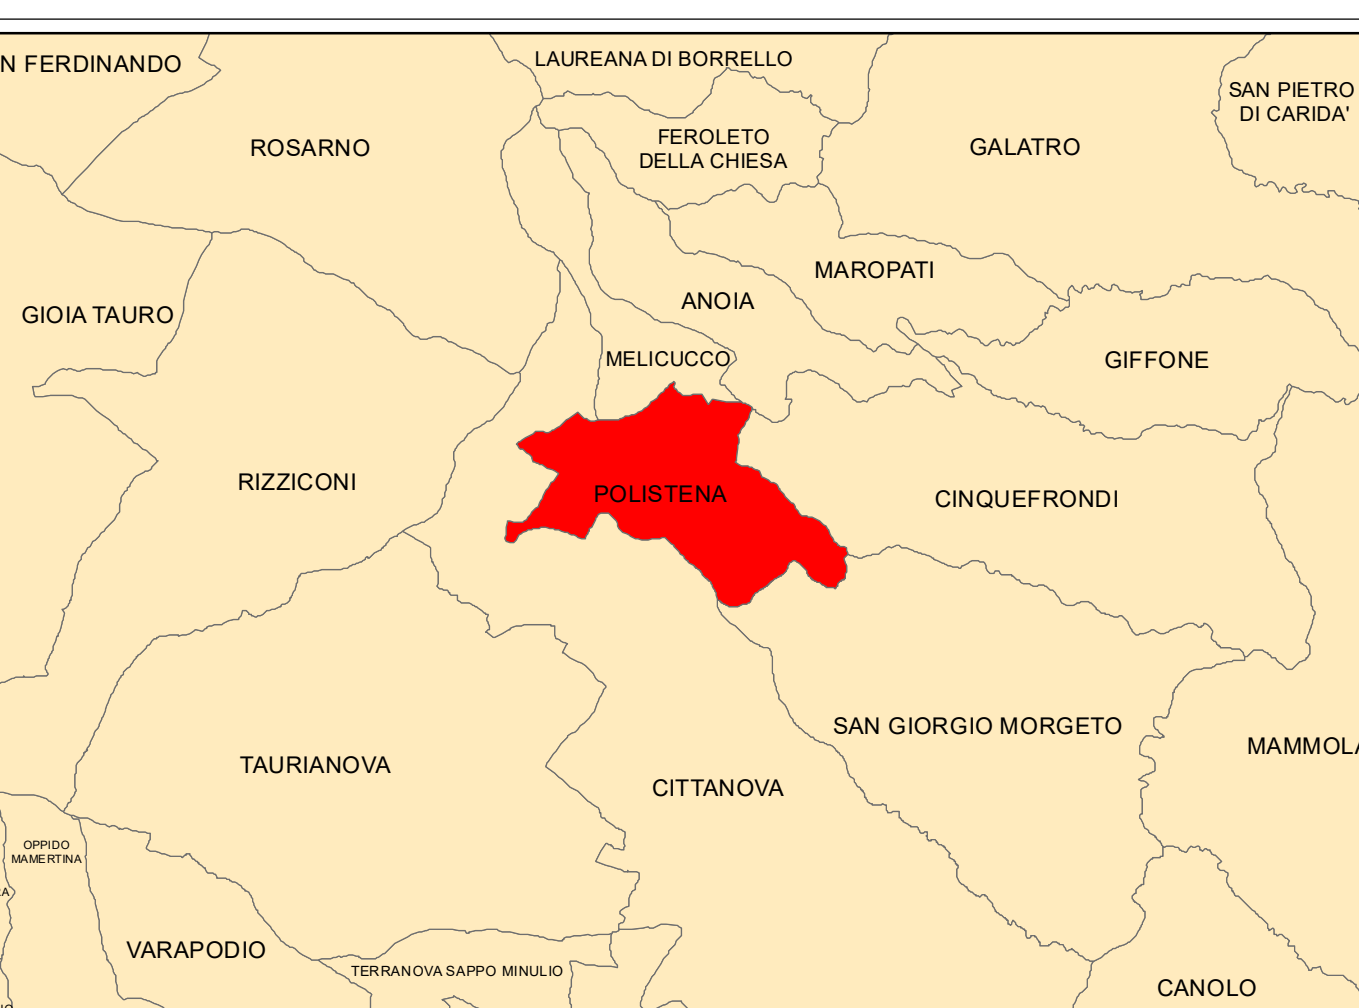 N FERDINANDO
LAUREANA DI BORRELLO
SAN PIETRO
DI CARIDA'
ROSARNO
FEROLETO
DELLA CHIESA
GALATRO
MAROPATI
ANOIA
GIOIA TAURO
MELICUCCO
GIFFONE
RIZZICONI
POLISTENA
CINQUEFRONDI
SAN GIORGIO MORGETO
MAMMOLA
TAURIANOVA
CITTANOVA
OPPIDO
MAMERTINA
RA
VARAPODIO
TERRANOVA SAPPO MINULIO
CANOLO